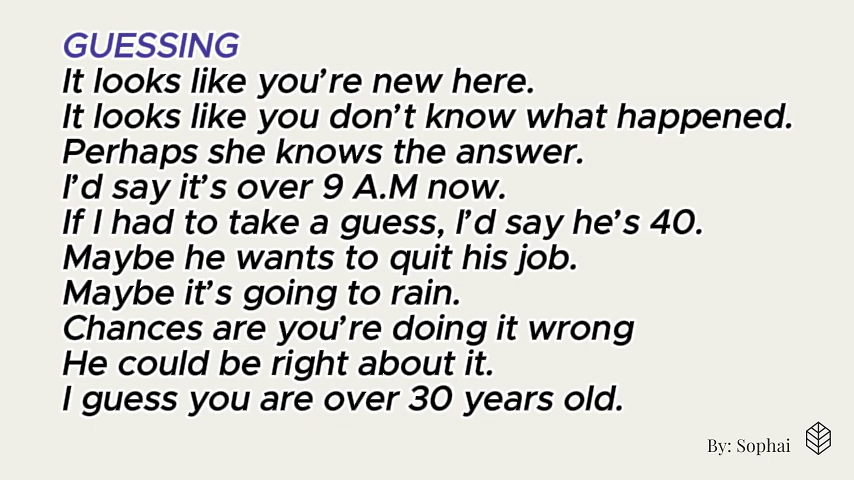 GUESSING
It looks like you’re new here.
It looks like you don’t know what happened.
Perhaps she knows the answer.
I’d say it’s over 9 A.M now.
If I had to take a guess, I’d say he’s 40.
Maybe he wants to quit his job.
Maybe it’s going to rain.
Chances are you’re doing it wrong
He could be right about it.
I guess you are over 30 years old.
By: Sophai